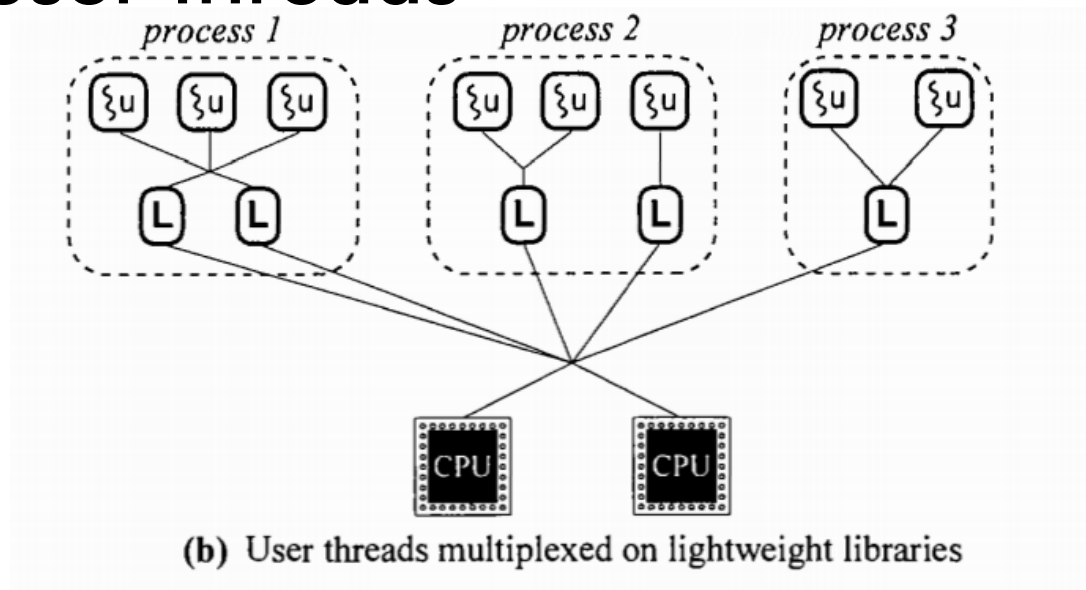 process 1 process 2 process 3
u u u u u u u u
L L L L L
CPU CPU
(b) User threads multiplexed on lightweight libraries